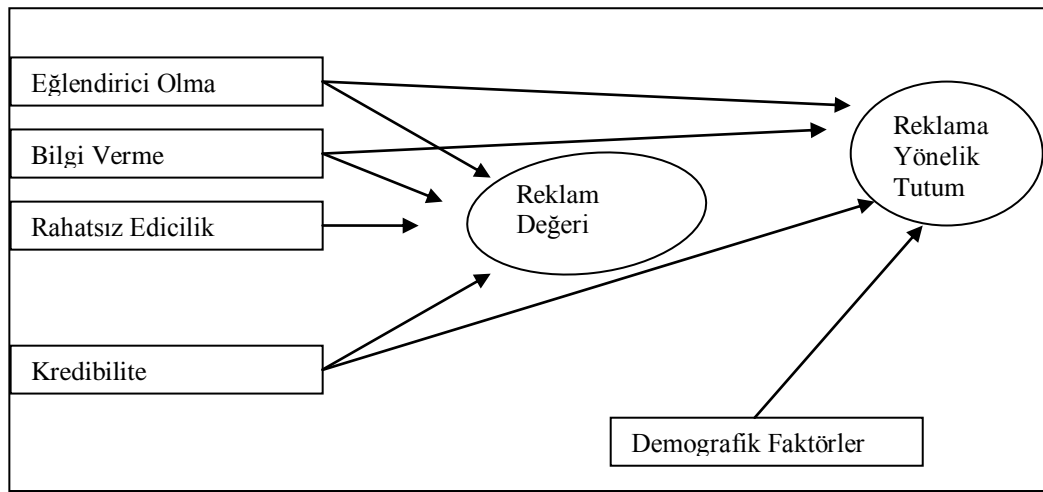 Eğlendirici Olma
Bilgi Verme
Rahatsız Edicilik
Kredibilite
Reklam
Değeri
Reklama
Yönelik
Tutum
Demografik Faktörler